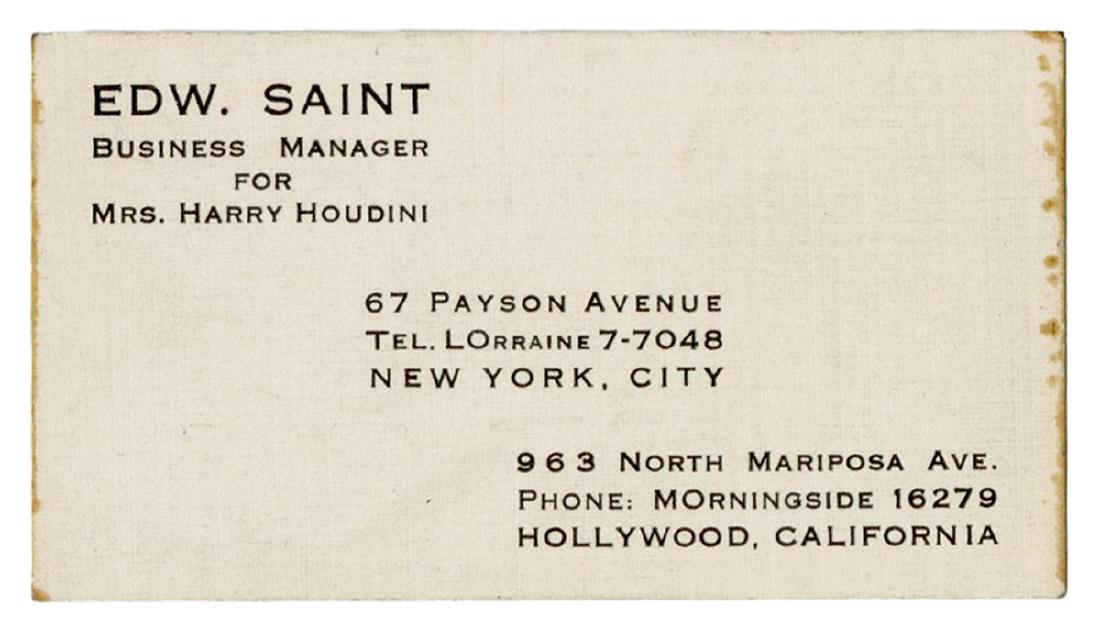 EDW. SAINT
BUSINESS MANAGER
FOR
MRS. HARRY HOUDINI
67 PAYSON AVENUE
TEL. LORRAINE 7-7048
NEW YORK, CITY
963 NORTH MARIPOSA AVE.
PHONE: MORNINGSIDE 16279
HOLLYWOOD, CALIFORNIA